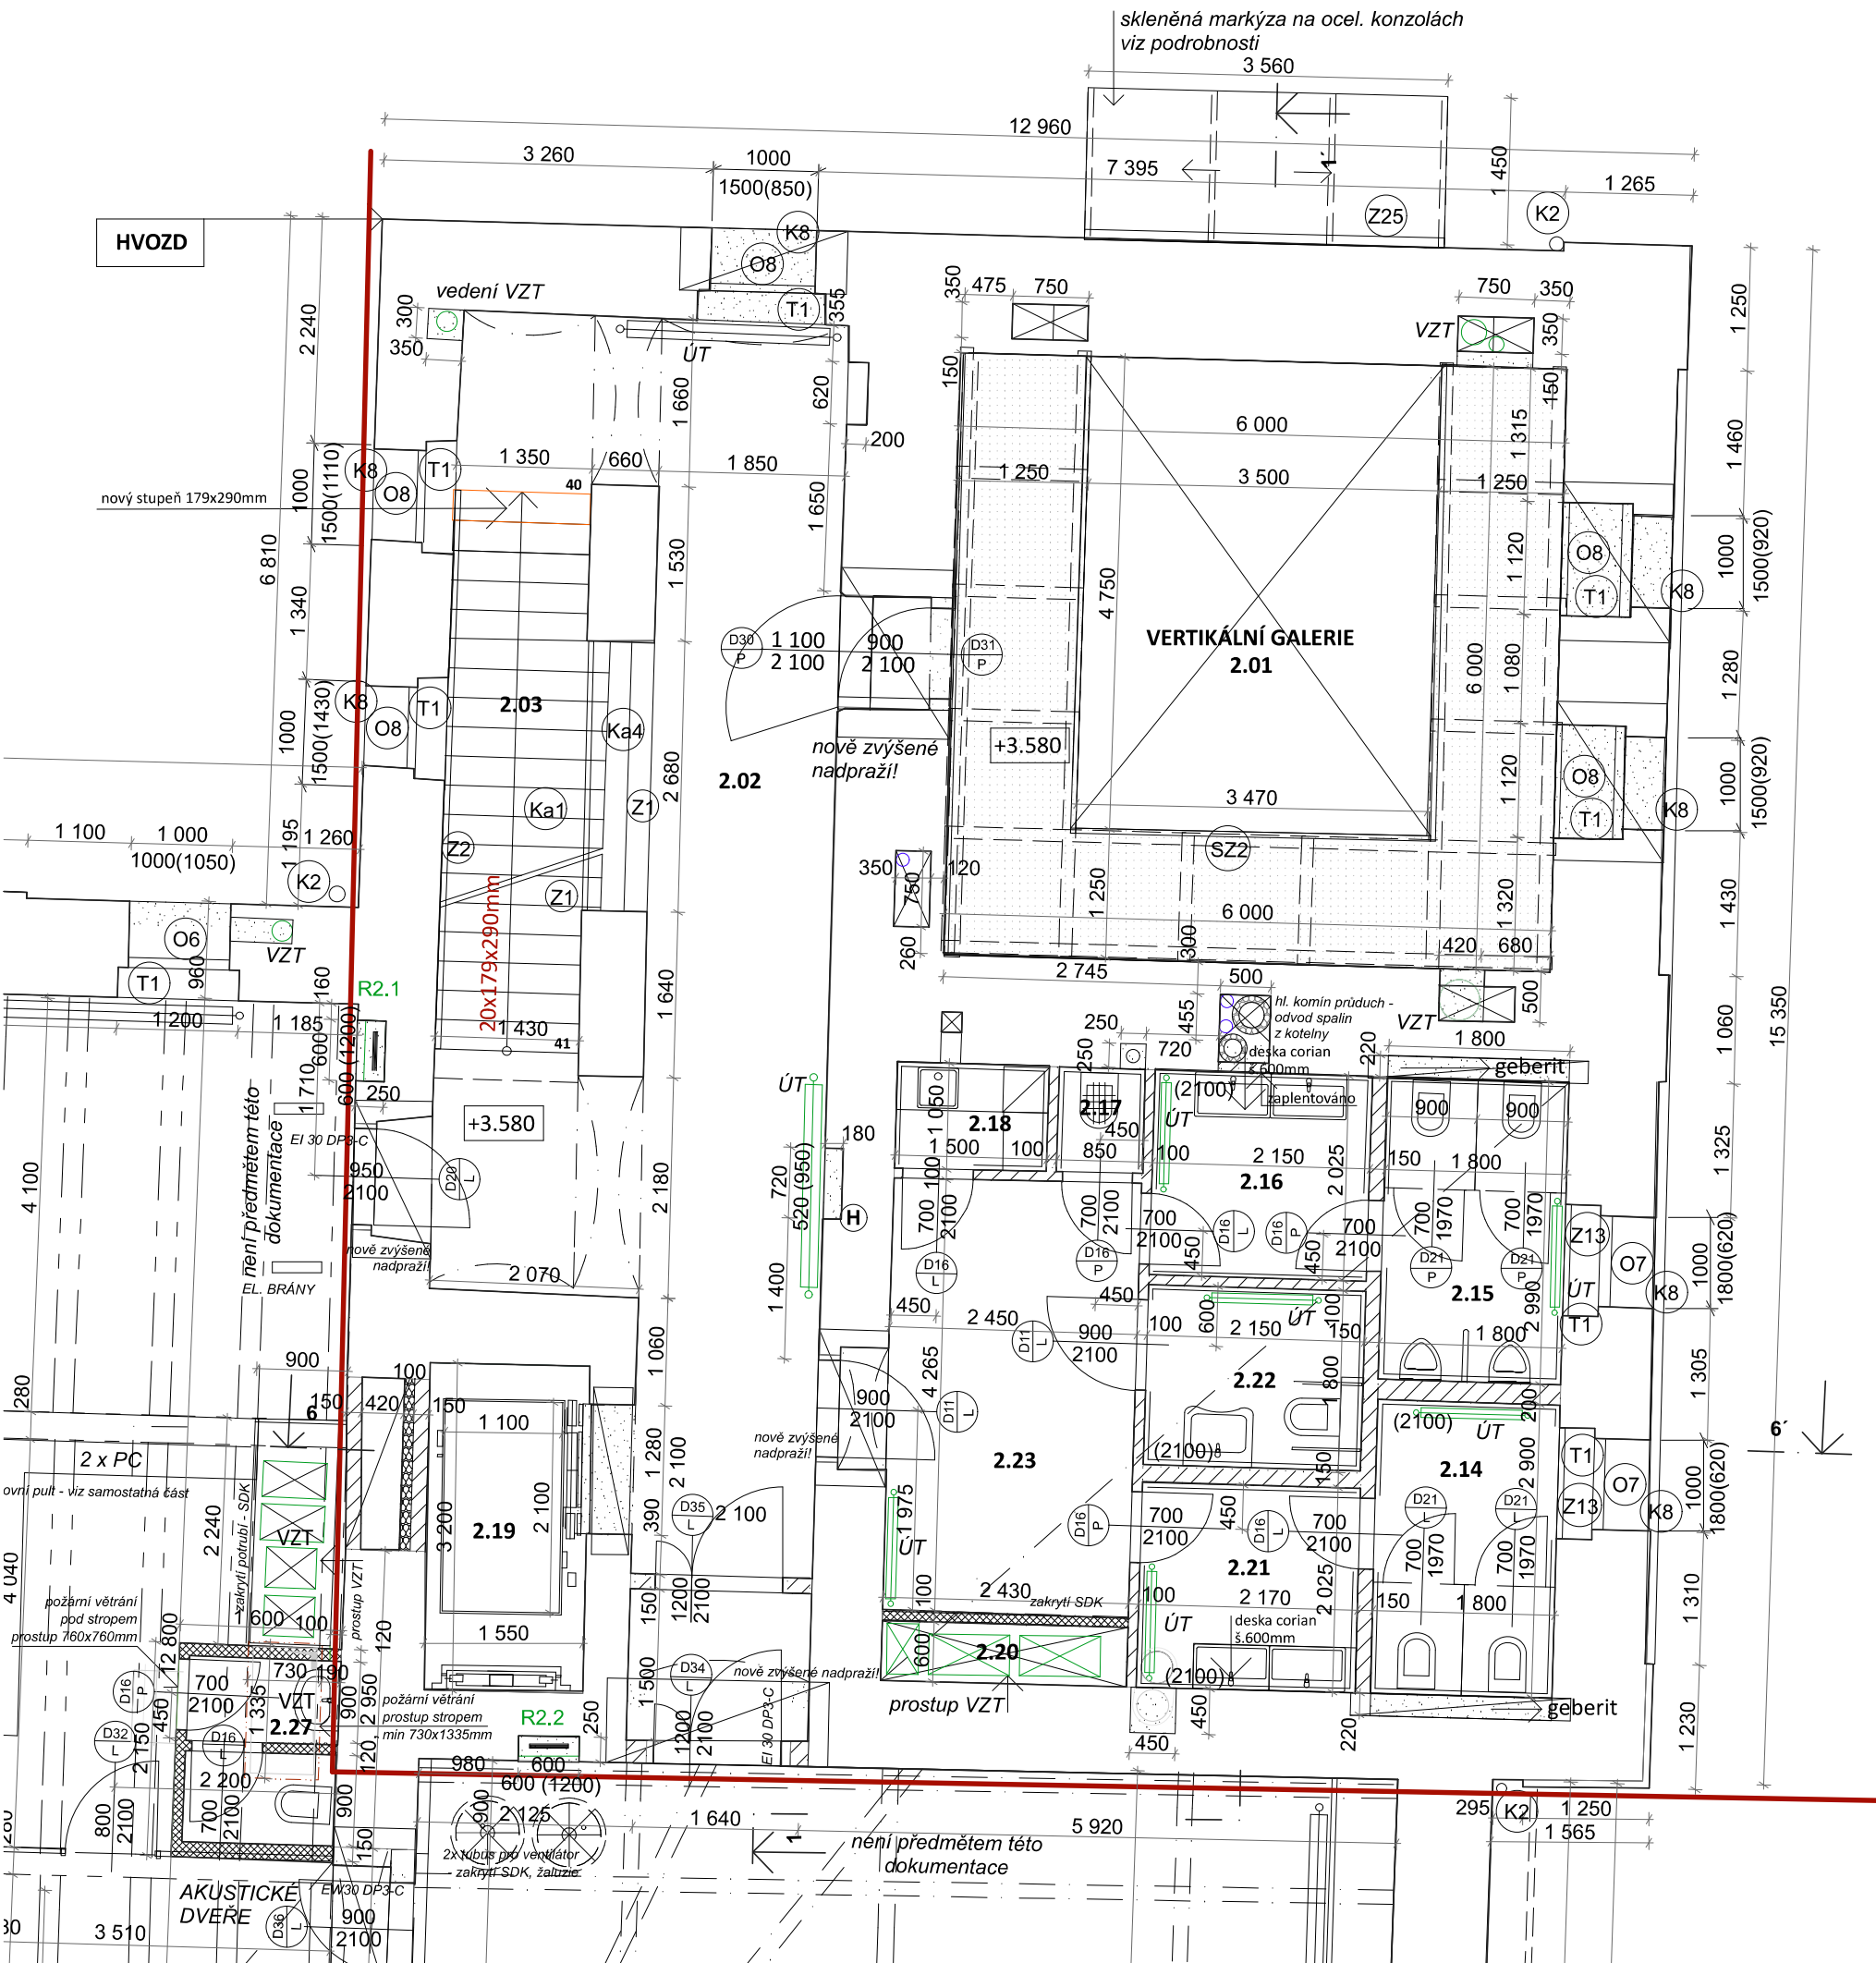 skleněná markýza na ocel. konzolách
viz podrobnosti
3 560
12 960
3 260
1000
1500(850)
7 395
1´
1 450
1 265
Z25
K2
HVOZD
K8
O8
T1
355
vedení VZT
300
350
2 240
ÚT
350
475
750
750
350
VZT
350
1 250
150
150
1 660
620
200
6 000
1 315
1 460
1000
1500(1110)
K8
O8
T1
1 350
660
1 850
40
1 250
3 500
1 250
nový stupeň 179x290mm
1 650
6 810
1 530
1 120
O8
T1
K8
1000
1500(920)
4 750
1 340
D30
P
1 100
2 100
900
2 100
D31
P
VERTIKÁLNÍ GALERIE
2.01
6 000
1 080
1 280
1000
1500(1430)
K8
O8
T1
2.03
Ka4
nově zvýšené
nadpraží!
+3.580
2.02
2 680
Ka1
Z1
3 470
1 120
O8
T1
K8
1000
1500(920)
1 100
1 000
1000(1050)
1 195
1 260
Z2
SZ2
K2
Z1
350
750
120
1 250
6 000
1 320
1 430
O6
VZT
T1
960
160
R2.1
20x179x290mm
260
300
420
680
2 745
500
500
1 640
1 200
1 185
600
600 (1200)
1 710
1 430
41
250
455
hl. komín průduch -
odvod spalin
z kotelny
VZT
1 800
1 060
15 350
250
720
deska corian
š.600mm
220
geberit
250
ÚT
(2100)
zaplentováno
není předmětem této
dokumentace
EI 30 DP3-C
+3.580
1 050
2.18
2.17
450
ÚT
900
900
180
1 500
100
850
100
2 150
2.16
2 025
150
1 800
1 325
4 100
950
2100
D20
L
720
520 (950)
2 180
100
H
700
2100
700
2100
700
2100
D16
L
D16
P
700
2100
700
1970
700
1970
Z13
O7
K8
1000
1800(620)
nově zvýšené
nadpraží!
EL. BRÁNY
2 070
1 400
D16
L
D16
P
450
450
D21
P
D21
P
2.15
2 990
ÚT
T1
450
450
2 450
D11
L
900
2100
100
600
2 150
ÚT
100
150
1 800
1 060
4 265
1 305
280
900
100
150
420
150
6
1 100
900
2100
D11
L
2.22
1 800
200
(2100)
ÚT
2 x PC
ovní pult - viz samostatná část
1 280
2 100
nově zvýšené
nadpraží!
2.23
(2100)
150
2.14
2 900
T1
O7
Z13
K8
1000
1800(620)
6´
2 240
zakrytí potrubí - SDK
VZT
3 200
2.19
2 100
390
D35
L
2 100
1 975
ÚT
D16
P
700
2100
450
D16
L
700
2100
D21
L
D21
L
700
1970
700
1970
4 040
požární větrání
pod stropem
prostup 760x760mm
1 600
100
prostup VZT
120
1 550
150
1200
2100
100
2 430
zakrytí SDK
100
2.21
2 170
2 025
150
1 800
1 310
ÚT
deska corian
š.600mm
12 800
730
190
D16
P
700
2100
450
1 335
VZT
2.27
900
2 950
požární větrání
prostup stropem
min 730x1335mm
1 500
D34
L
nově zvýšené nadpraží!
600
2.20
prostup VZT
(2100)
450
220
geberit
D32
L
2 150
D16
L
120
R2.2
250
1200
2100
EI 30 DP3-C
450
1 230
2 200
980
600
600 (1200)
800
2100
700
2100
900
900
2 125
1 640
1
5 920
295
K2
1 250
1 565
150
2x tubus pro ventilátor
- zakrytí SDK, žaluzie
není předmětem této
dokumentace
AKUSTICKÉ
DVEŘE
EW30 DP3-C
D36
L
900
2100
3 510